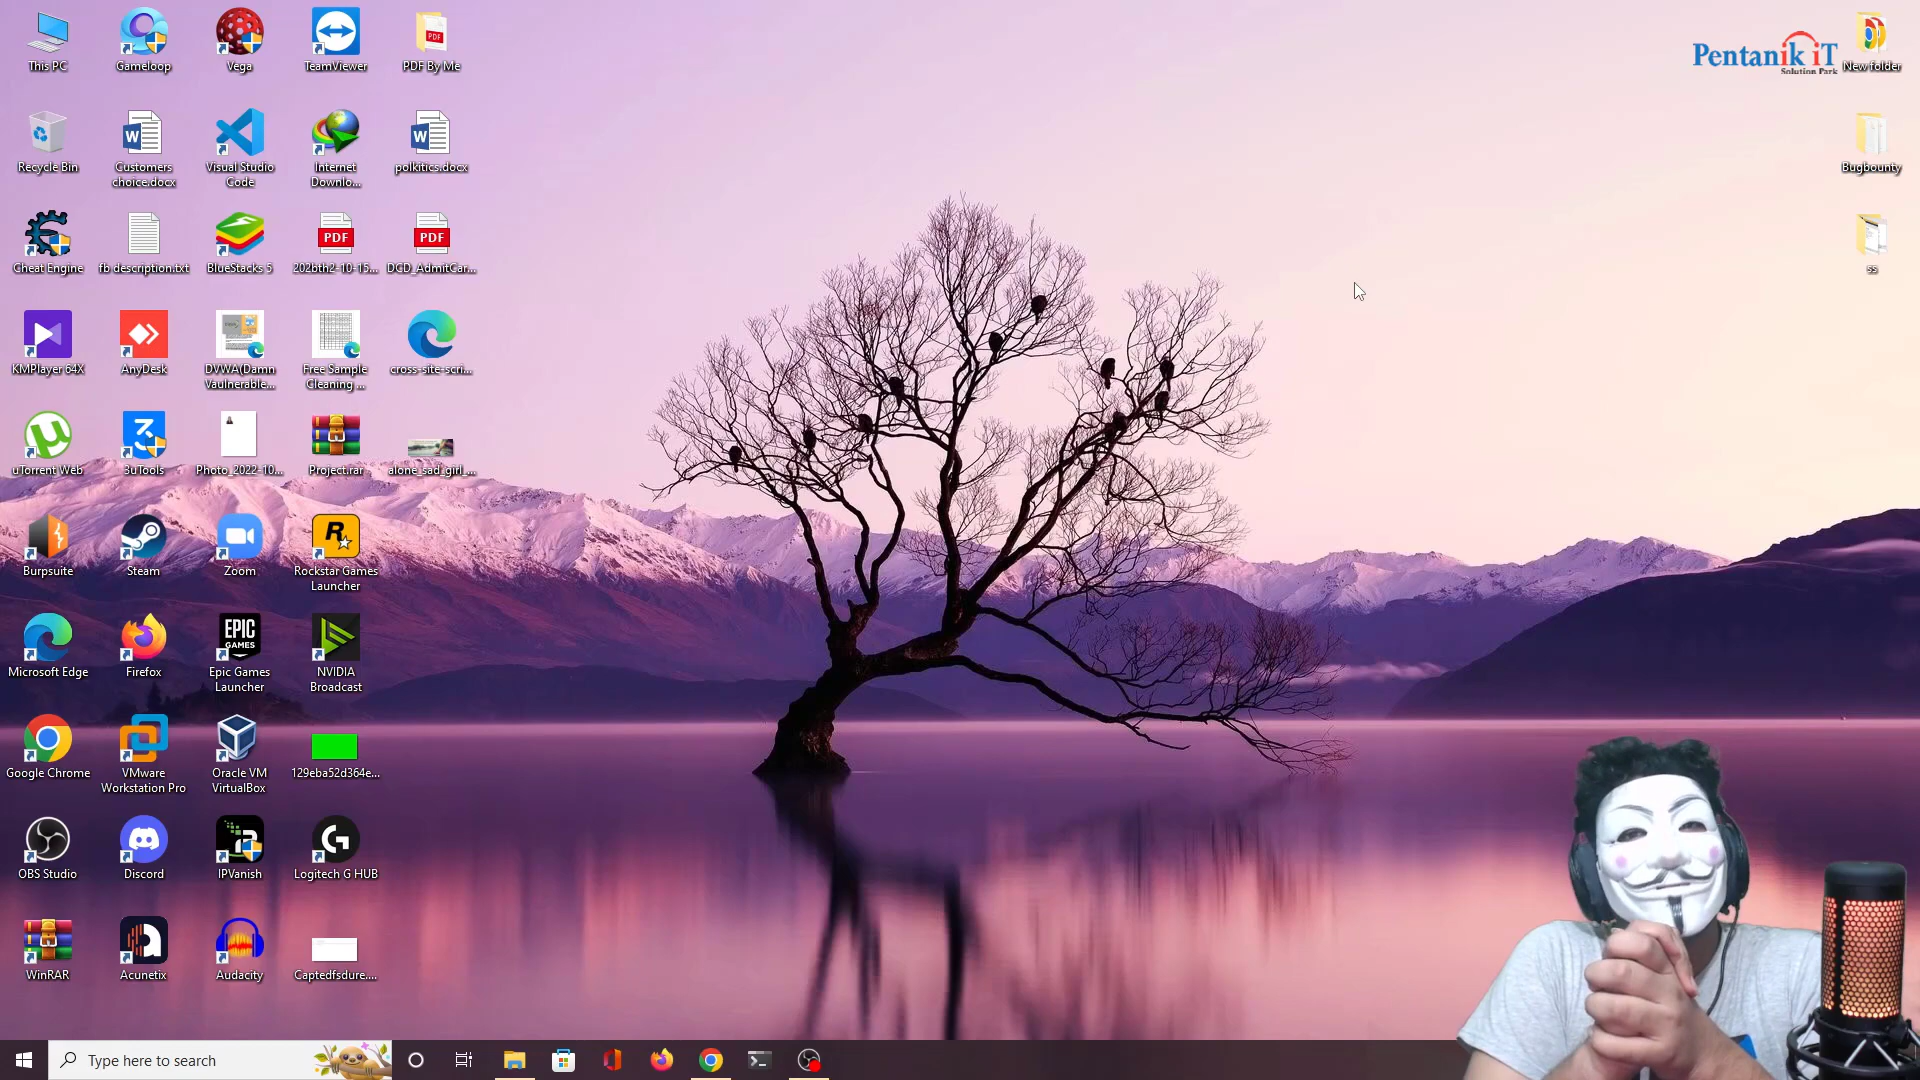 This PC
Gameloop
Vega
TeamViewer
PDF
PDF By Me
Pentanik iT
Solution Park
New folder
Recycle Bin
Customers
choice.docx
Visual Studio
Code
Internet
Downlo...
polkitics.docx
Bugbounty
Cheat Engine
fb description.txt
BlueStacks 5
PDF
202bth2-10-15...
PDF
DCD_AdmitCar...
ss
KMPlayer 64X
AnyDesk
DVWA(Damn
Vaulnerable...
Free Sample
Cleaning ...
cross-site-scri...
uTorrent Web
3uTools
Photo_2022-10...
Project.rar
alone_sad_girl_...
Burpsuite
Steam
Zoom
Rockstar Games
Launcher
Microsoft Edge
Firefox
EPIC
GAMES
Epic Games
Launcher
NVIDIA
Broadcast
Google Chrome
VMware
Workstation Pro
Oracle VM
VirtualBox
129eba52d364e...
OBS Studio
Discord
IPVanish
Logitech G HUB
WinRAR
Acunetix
Audacity
Captedfsdure....
Type here to search